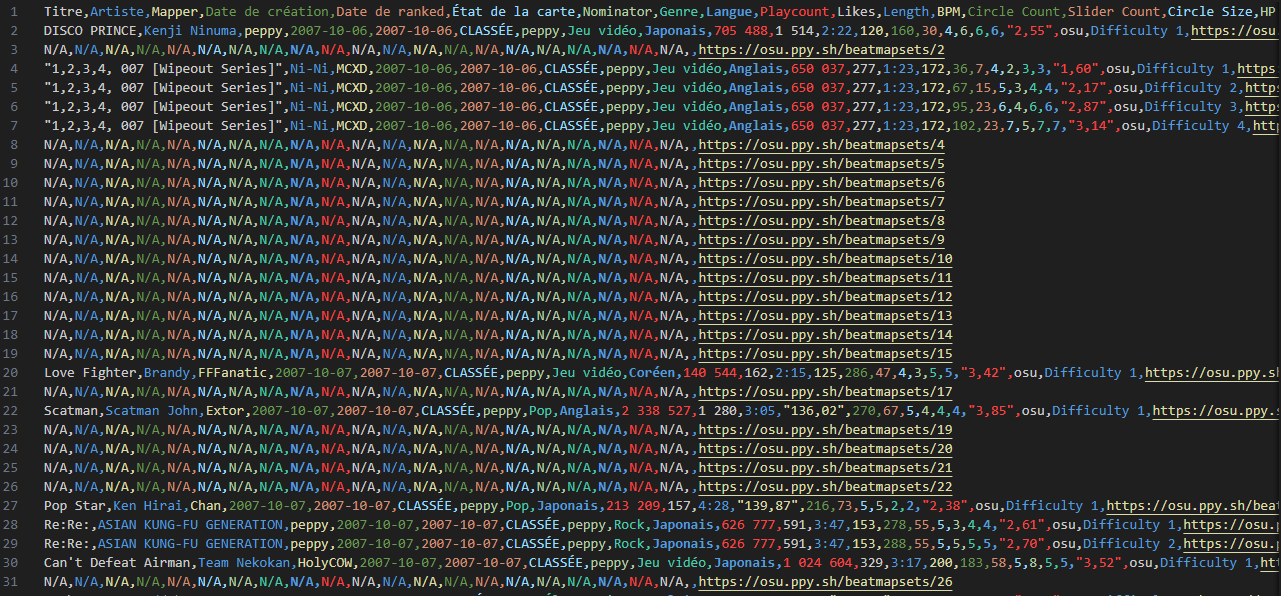 1 Titre,Artiste,Mapper,Date de création,Date de ranked,État de la carte,Nominator,Genre,Langue,Playcount,Likes,Length,BPM,Circle Count,Slider Count,Circle Size,HP
2 DISCO PRINCE,Kenji Ninuma,peppy,2007-10-06,2007-10-06,CLASSÉE,peppy,Jeu vidéo,Japonais,705 488,1 514,2:22,120,160,30,4,6,6,6,"2,55",osu,Difficulty 1,https://osu
3 N/A,N/A,N/A,N/A,N/A,N/A,N/A,N/A,N/A,N/A,N/A,N/A,N/A,N/A,N/A,N/A,N/A,N/A,N/A,N/A,N/A,,https://osu.ppy.sh/beatmapsets/2
4 "1,2,3,4, 007 [Wipeout Series]",Ni-Ni,MCXD,2007-10-06,2007-10-06,CLASSÉE,peppy,Jeu vidéo,Anglais,650 037,277,1:23,172,36,7,4,2,3,3,"1,60",osu,Difficulty 1,https
5 "1,2,3,4, 007 [Wipeout Series]",Ni-Ni,MCXD,2007-10-06,2007-10-06,CLASSÉE,peppy,Jeu vidéo,Anglais,650 037,277,1:23,172,67,15,5,3,4,4,"2,17",osu,Difficulty 2,http
6 "1,2,3,4, 007 [Wipeout Series]",Ni-Ni,MCXD,2007-10-06,2007-10-06,CLASSÉE,peppy,Jeu vidéo,Anglais,650 037,277,1:23,172,95,23,6,4,6,6,"2,87",osu,Difficulty 3,http
7 "1,2,3,4, 007 [Wipeout Series]",Ni-Ni,MCXD,2007-10-06,2007-10-06,CLASSÉE,peppy,Jeu vidéo,Anglais,650 037,277,1:23,172,102,23,7,5,7,7,"3,14",osu,Difficulty 4,htt
8 N/A,N/A,N/A,N/A,N/A,N/A,N/A,N/A,N/A,N/A,N/A,N/A,N/A,N/A,N/A,N/A,N/A,N/A,N/A,N/A,N/A,,https://osu.ppy.sh/beatmapsets/4
9 N/A,N/A,N/A,N/A,N/A,N/A,N/A,N/A,N/A,N/A,N/A,N/A,N/A,N/A,N/A,N/A,N/A,N/A,N/A,N/A,N/A,,https://osu.ppy.sh/beatmapsets/5
10 N/A,N/A,N/A,N/A,N/A,N/A,N/A,N/A,N/A,N/A,N/A,N/A,N/A,N/A,N/A,N/A,N/A,N/A,N/A,N/A,N/A,,https://osu.ppy.sh/beatmapsets/6
11 N/A,N/A,N/A,N/A,N/A,N/A,N/A,N/A,N/A,N/A,N/A,N/A,N/A,N/A,N/A,N/A,N/A,N/A,N/A,N/A,N/A,,https://osu.ppy.sh/beatmapsets/7
12 N/A,N/A,N/A,N/A,N/A,N/A,N/A,N/A,N/A,N/A,N/A,N/A,N/A,N/A,N/A,N/A,N/A,N/A,N/A,N/A,N/A,,https://osu.ppy.sh/beatmapsets/8
13 N/A,N/A,N/A,N/A,N/A,N/A,N/A,N/A,N/A,N/A,N/A,N/A,N/A,N/A,N/A,N/A,N/A,N/A,N/A,N/A,N/A,,https://osu.ppy.sh/beatmapsets/9
14 N/A,N/A,N/A,N/A,N/A,N/A,N/A,N/A,N/A,N/A,N/A,N/A,N/A,N/A,N/A,N/A,N/A,N/A,N/A,N/A,N/A,,https://osu.ppy.sh/beatmapsets/10
15 N/A,N/A,N/A,N/A,N/A,N/A,N/A,N/A,N/A,N/A,N/A,N/A,N/A,N/A,N/A,N/A,N/A,N/A,N/A,N/A,N/A,,https://osu.ppy.sh/beatmapsets/11
16 N/A,N/A,N/A,N/A,N/A,N/A,N/A,N/A,N/A,N/A,N/A,N/A,N/A,N/A,N/A,N/A,N/A,N/A,N/A,N/A,N/A,,https://osu.ppy.sh/beatmapsets/12
17 N/A,N/A,N/A,N/A,N/A,N/A,N/A,N/A,N/A,N/A,N/A,N/A,N/A,N/A,N/A,N/A,N/A,N/A,N/A,N/A,N/A,,https://osu.ppy.sh/beatmapsets/13
18 N/A,N/A,N/A,N/A,N/A,N/A,N/A,N/A,N/A,N/A,N/A,N/A,N/A,N/A,N/A,N/A,N/A,N/A,N/A,N/A,N/A,,https://osu.ppy.sh/beatmapsets/14
19 N/A,N/A,N/A,N/A,N/A,N/A,N/A,N/A,N/A,N/A,N/A,N/A,N/A,N/A,N/A,N/A,N/A,N/A,N/A,N/A,N/A,,https://osu.ppy.sh/beatmapsets/15
20 Love Fighter,Brandy,FFFanatic,2007-10-07,2007-10-07,CLASSÉE,peppy,Jeu vidéo,Coréen,140 544,162,2:15,125,286,47,4,3,5,5,"3,42",osu,Difficulty 1,https://osu.ppy.sh
21 N/A,N/A,N/A,N/A,N/A,N/A,N/A,N/A,N/A,N/A,N/A,N/A,N/A,N/A,N/A,N/A,N/A,N/A,N/A,N/A,N/A,,https://osu.ppy.sh/beatmapsets/17
22 Scatman,Scatman John,Extor,2007-10-07,2007-10-07,CLASSÉE,peppy,Pop,Anglais,2 338 527,1 280,3:05,"136,02",270,67,5,4,4,4,"3,85",osu,Difficulty 1,https://osu.ppy.
23 N/A,N/A,N/A,N/A,N/A,N/A,N/A,N/A,N/A,N/A,N/A,N/A,N/A,N/A,N/A,N/A,N/A,N/A,N/A,N/A,N/A,,https://osu.ppy.sh/beatmapsets/19
24 N/A,N/A,N/A,N/A,N/A,N/A,N/A,N/A,N/A,N/A,N/A,N/A,N/A,N/A,N/A,N/A,N/A,N/A,N/A,N/A,N/A,,https://osu.ppy.sh/beatmapsets/20
25 N/A,N/A,N/A,N/A,N/A,N/A,N/A,N/A,N/A,N/A,N/A,N/A,N/A,N/A,N/A,N/A,N/A,N/A,N/A,N/A,N/A,,https://osu.ppy.sh/beatmapsets/21
26 N/A,N/A,N/A,N/A,N/A,N/A,N/A,N/A,N/A,N/A,N/A,N/A,N/A,N/A,N/A,N/A,N/A,N/A,N/A,N/A,N/A,,https://osu.ppy.sh/beatmapsets/22
27 Pop Star,Ken Hirai,Chan,2007-10-07,2007-10-07,CLASSÉE,peppy,Pop,Japonais,213 209,157,4:28,"139,87",216,73,5,5,2,2,"2,38",osu,Difficulty 1,https://osu.ppy.sh/bea
28 Re:Re:,ASIAN KUNG-FU GENERATION,peppy,2007-10-07,2007-10-07,CLASSÉE,peppy,Rock,Japonais,626 777,591,3:47,153,278,55,5,3,4,4,"2,61",osu,Difficulty 1,https://osu.
29 Re:Re:,ASIAN KUNG-FU GENERATION,peppy,2007-10-07,2007-10-07,CLASSÉE,peppy,Rock,Japonais,626 777,591,3:47,153,288,55,5,5,5,5,"2,70",osu,Difficulty 2,https://osu.
30 Can't Defeat Airman,Team Nekokan,HolyCOW,2007-10-07,2007-10-07,CLASSÉE,peppy,Jeu vidéo,Japonais,1 024 604,329,3:17,200,183,58,5,8,5,5,"3,52",osu,Difficulty 1,ht
31 N/A,N/A,N/A,N/A,N/A,N/A,N/A,N/A,N/A,N/A,N/A,N/A,N/A,N/A,N/A,N/A,N/A,N/A,N/A,N/A,N/A,,https://osu.ppy.sh/beatmapsets/26